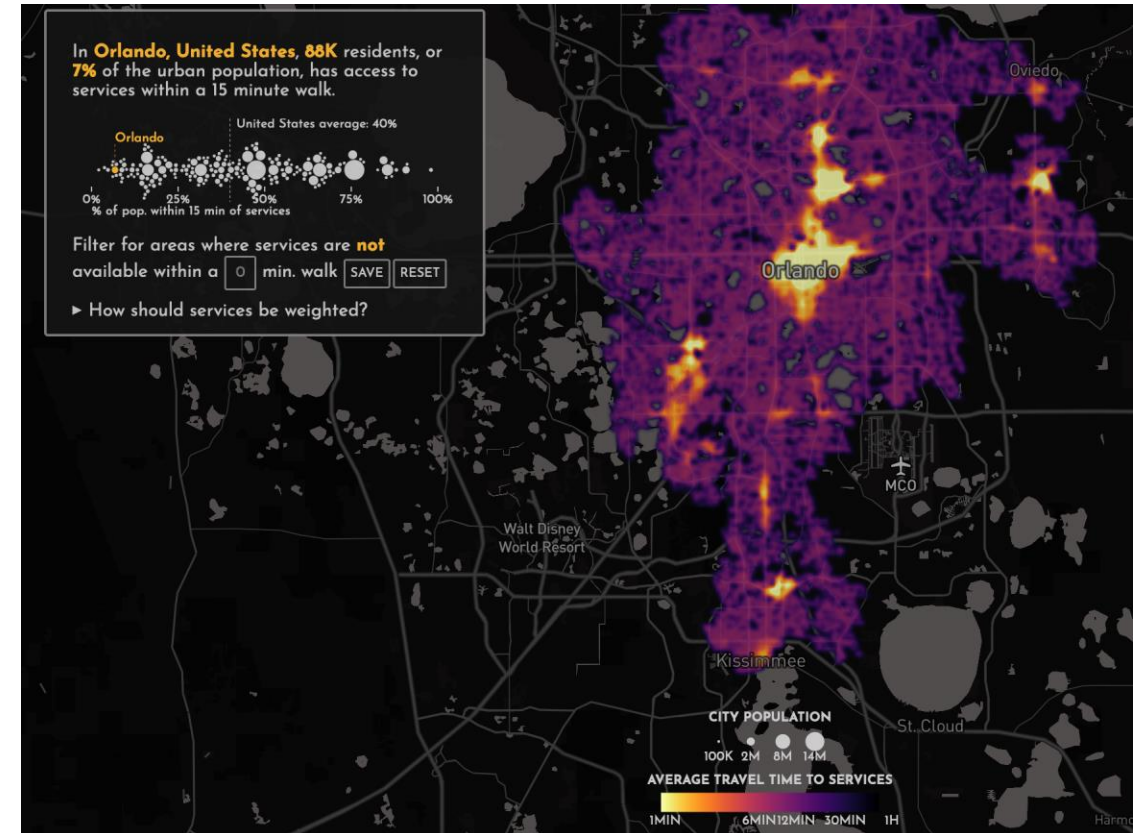 In Orlando, United States, 88K residents, or
7% of the urban population, has access to
services within a 15 minute walk.
United States average: 40%
Orlando
0% 25% 50% 75% 100%
% of pop. within 15 min of services
Filter for areas where services are not
available within a 0 min. walk SAVE RESET
▸ How should services be weighted?
Oviedo
Orlando
MCO
Walt Disney
World Resort
Kissimmee
St. Cloud
CITY POPULATION
100K 2M 8M 14M
AVERAGE TRAVEL TIME TO SERVICES
1MIN 6MIN 12MIN 30MIN 1H
Harmo